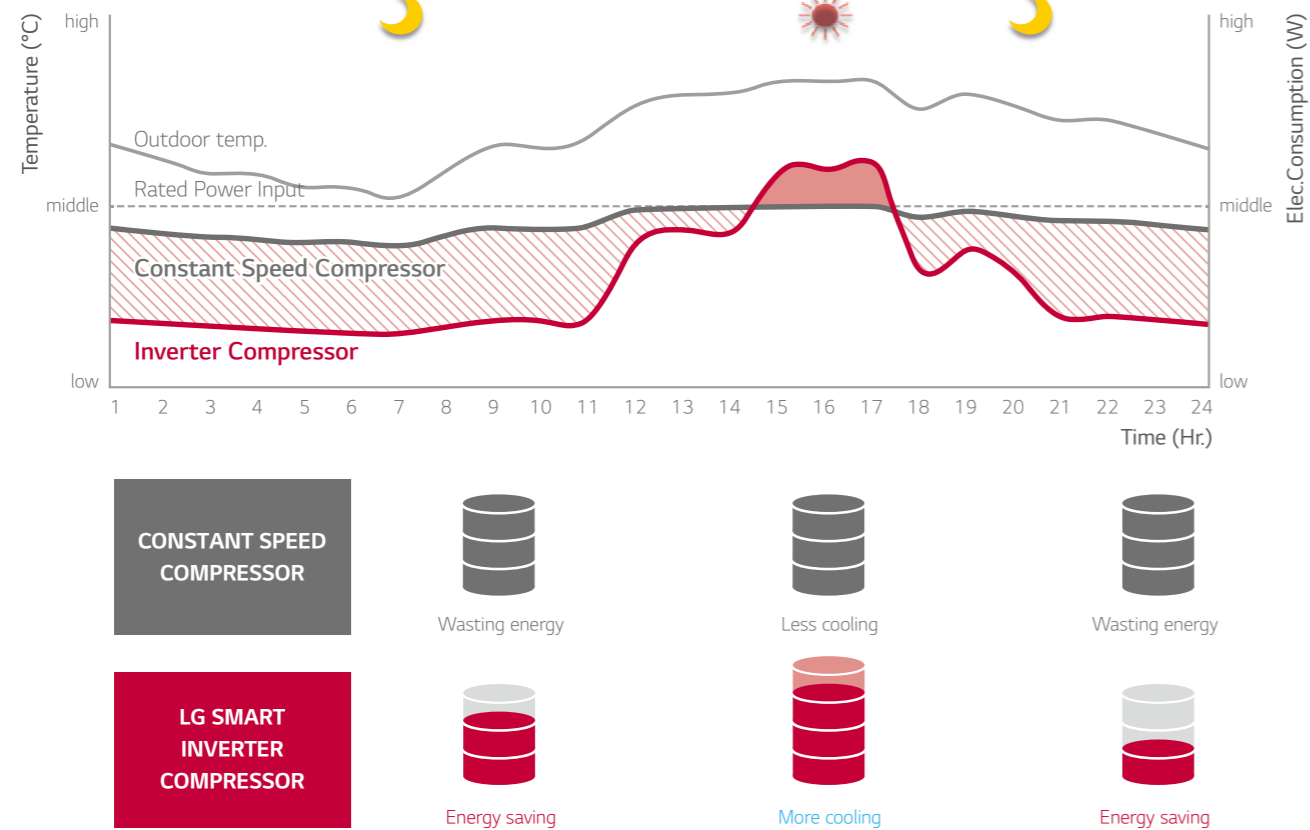 Temperature (°C)
high
high
Elec.Consumption (W)
Outdoor temp.
Rated Power Input
middle
middle
Constant Speed Compressor
Inverter Compressor
low
low
1 2 3 4 5 6 7 8 9 10 11 12 13 14 15 16 17 18 19 20 21 22 23 24
Time (Hr.)
CONSTANT SPEED
COMPRESSOR
Wasting energy
Less cooling
Wasting energy
LG SMART
INVERTER
COMPRESSOR
Energy saving
More cooling
Energy saving